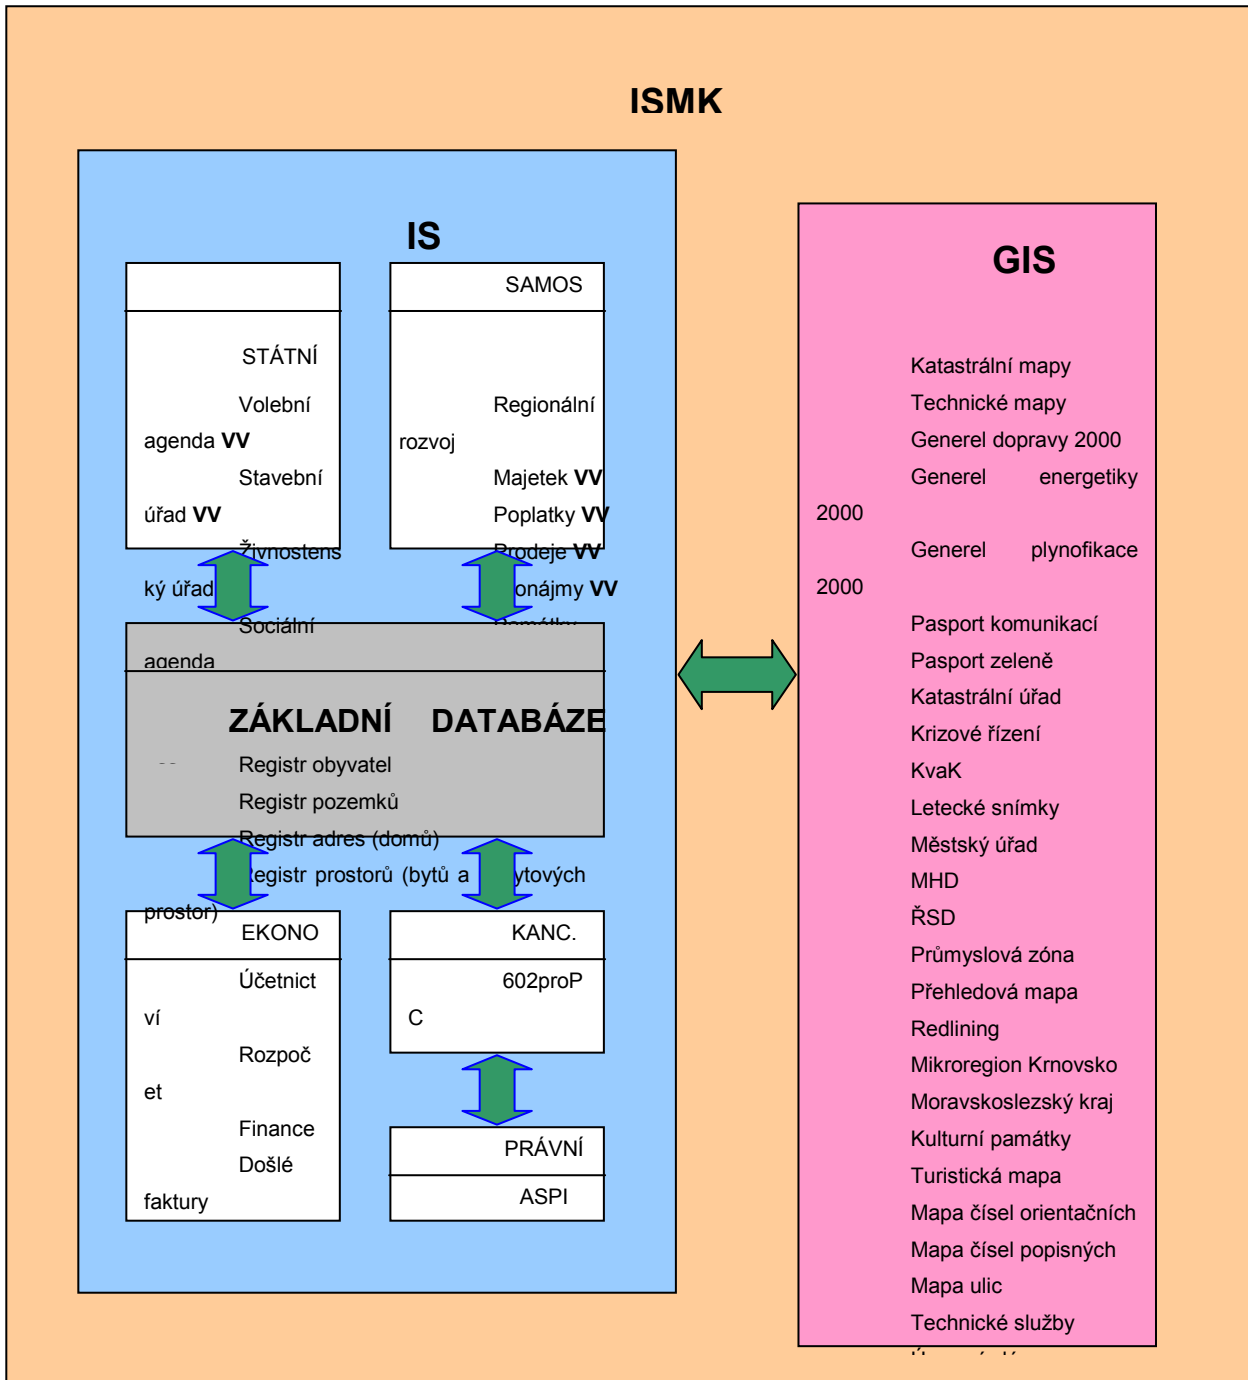 ISMK
IS
STÁTNÍ
Volební
agenda VV
Stavební
úřad VV
Živnostens
ký úřad
Sociální
agenda
SAMOS
Regionální
rozvoj
Majetek VV
Poplatky VV
Prodeje VV
VV
Památky
ZÁKLADNÍ DATABÁZE
Registr obyvatel
Registr pozemků
Registr adres (domů)
Registr prostorů (bytů a
prostor)
EKONO
Účetnict
ví
Rozpoč
et
Finance
Došlé
faktury
KANC.
602proP
C
PRÁVNÍ
ASPI
GIS
Katastrální mapy
Technické mapy
Generel dopravy 2000
Generel energetiky
2000
Generel plynofikace
2000
Pasport komunikací
Pasport zeleně
Katastrální úřad
Krizové řízení
KvaK
Letecké snímky
Městský úřad
MHD
ŘSD
Průmyslová zóna
Přehledová mapa
Redlining
Mikroregion Krnovsko
Moravskoslezský kraj
Kulturní památky
Turistická mapa
Mapa čísel orientačních
Mapa čísel popisných
Mapa ulic
Technické služby